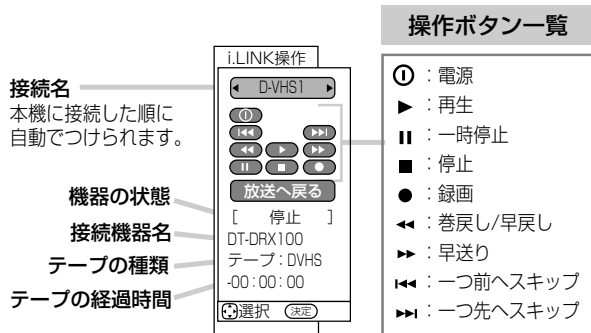 操作ボタン一覧
i.LINK操作
接続名
本機に接続した順に
自動でつけられます。
D-VHS1
放送へ戻る
機器の状態
[ 停止 ]
接続機器名
DT-DRX100
テープの種類
テープ:DVHS
テープの経過時間
-00:00:00
選択 決定
:電源
:再生
:一時停止
:停止
:録画
:巻戻し/早戻し
:早送り
:一つ前へスキップ
:一つ先へスキップ